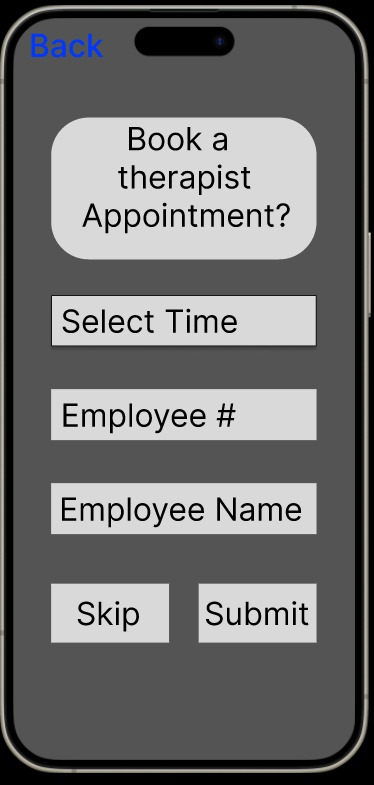 Back
Book a
therapist
Appointment?
Select Time
Employee #
Employee Name
Skip
Submit